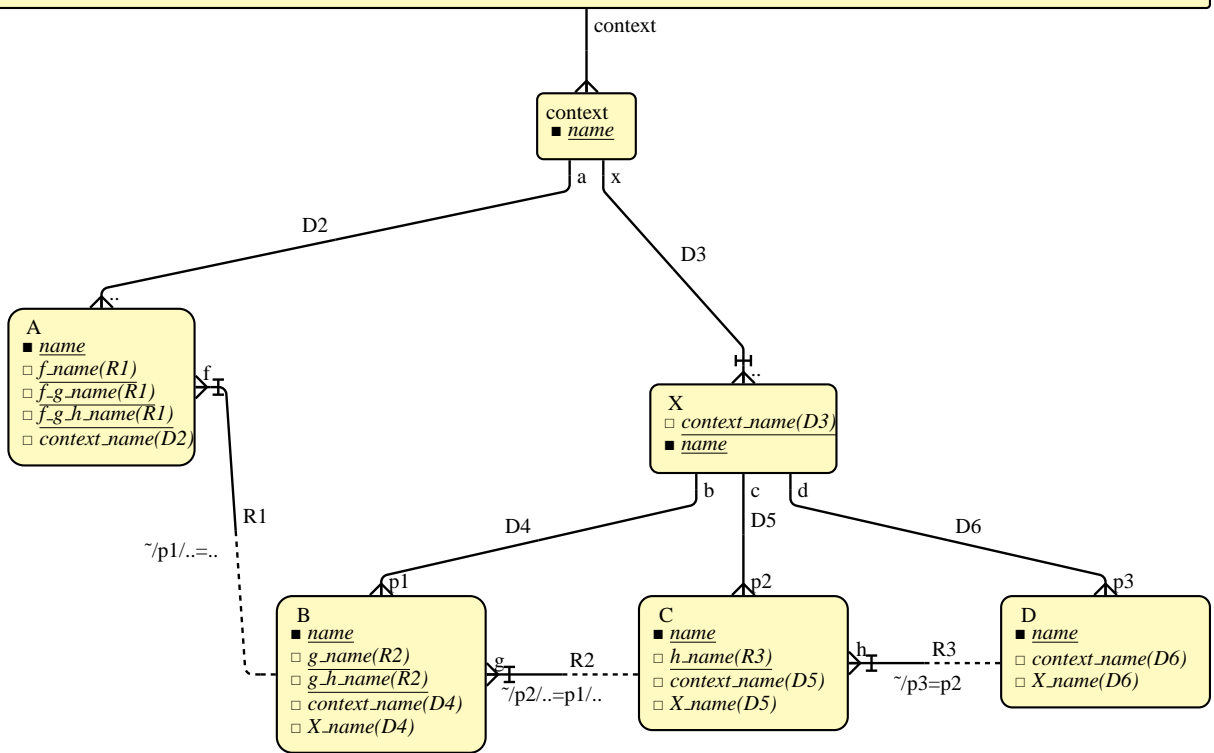 context
context
name
a
x
D2
D3
..
..
A
name
f_name(R1)
f_g_name(R1)
f_g_h_name(R1)
context_name(D2)
f
X
context_name(D3)
name
b
c
d
R1
D4
D5
D6
~/p1/..=..
p1
p2
p3
B
name
g_name(R2)
g_h_name(R2)
context_name(D4)
X_name(D4)
g
R2
~/p2/..=p1/..
C
name
h_name(R3)
context_name(D5)
X_name(D5)
h
R3
~/p3=p2
D
name
context_name(D6)
X_name(D6)